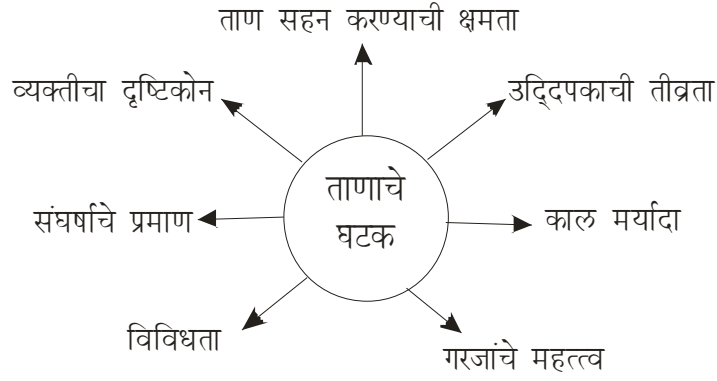 ताण सहन करण्याची क्षमता
व्यक्तीचा दृष्टिकोन
उद्दिपकाची तीव्रता
ताणाचे
घटक
संघर्षाचे प्रमाण
काल मर्यादा
विविधता
गरजांचे महत्त्व